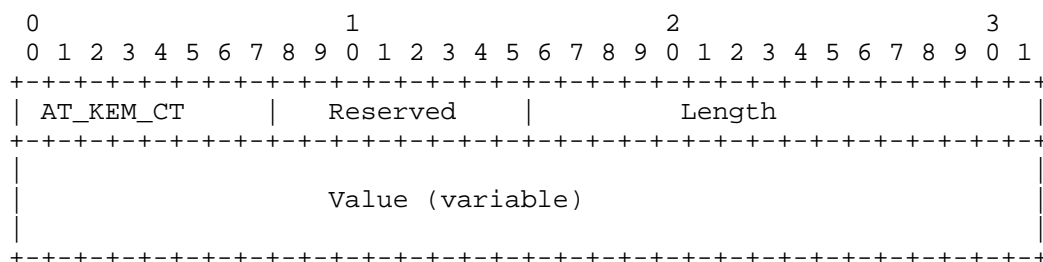 0                   1                   2                   3
 0 1 2 3 4 5 6 7 8 9 0 1 2 3 4 5 6 7 8 9 0 1 2 3 4 5 6 7 8 9 0 1
+-+-+-+-+-+-+-+-+-+-+-+-+-+-+-+-+-+-+-+-+-+-+-+-+-+-+-+-+-+-+-+-+
| AT_KEM_CT     |   Reserved    |         Length                |
+-+-+-+-+-+-+-+-+-+-+-+-+-+-+-+-+-+-+-+-+-+-+-+-+-+-+-+-+-+-+-+-+
|                                                               |
|                   Value (variable)                            |
|                                                               |
+-+-+-+-+-+-+-+-+-+-+-+-+-+-+-+-+-+-+-+-+-+-+-+-+-+-+-+-+-+-+-+-+